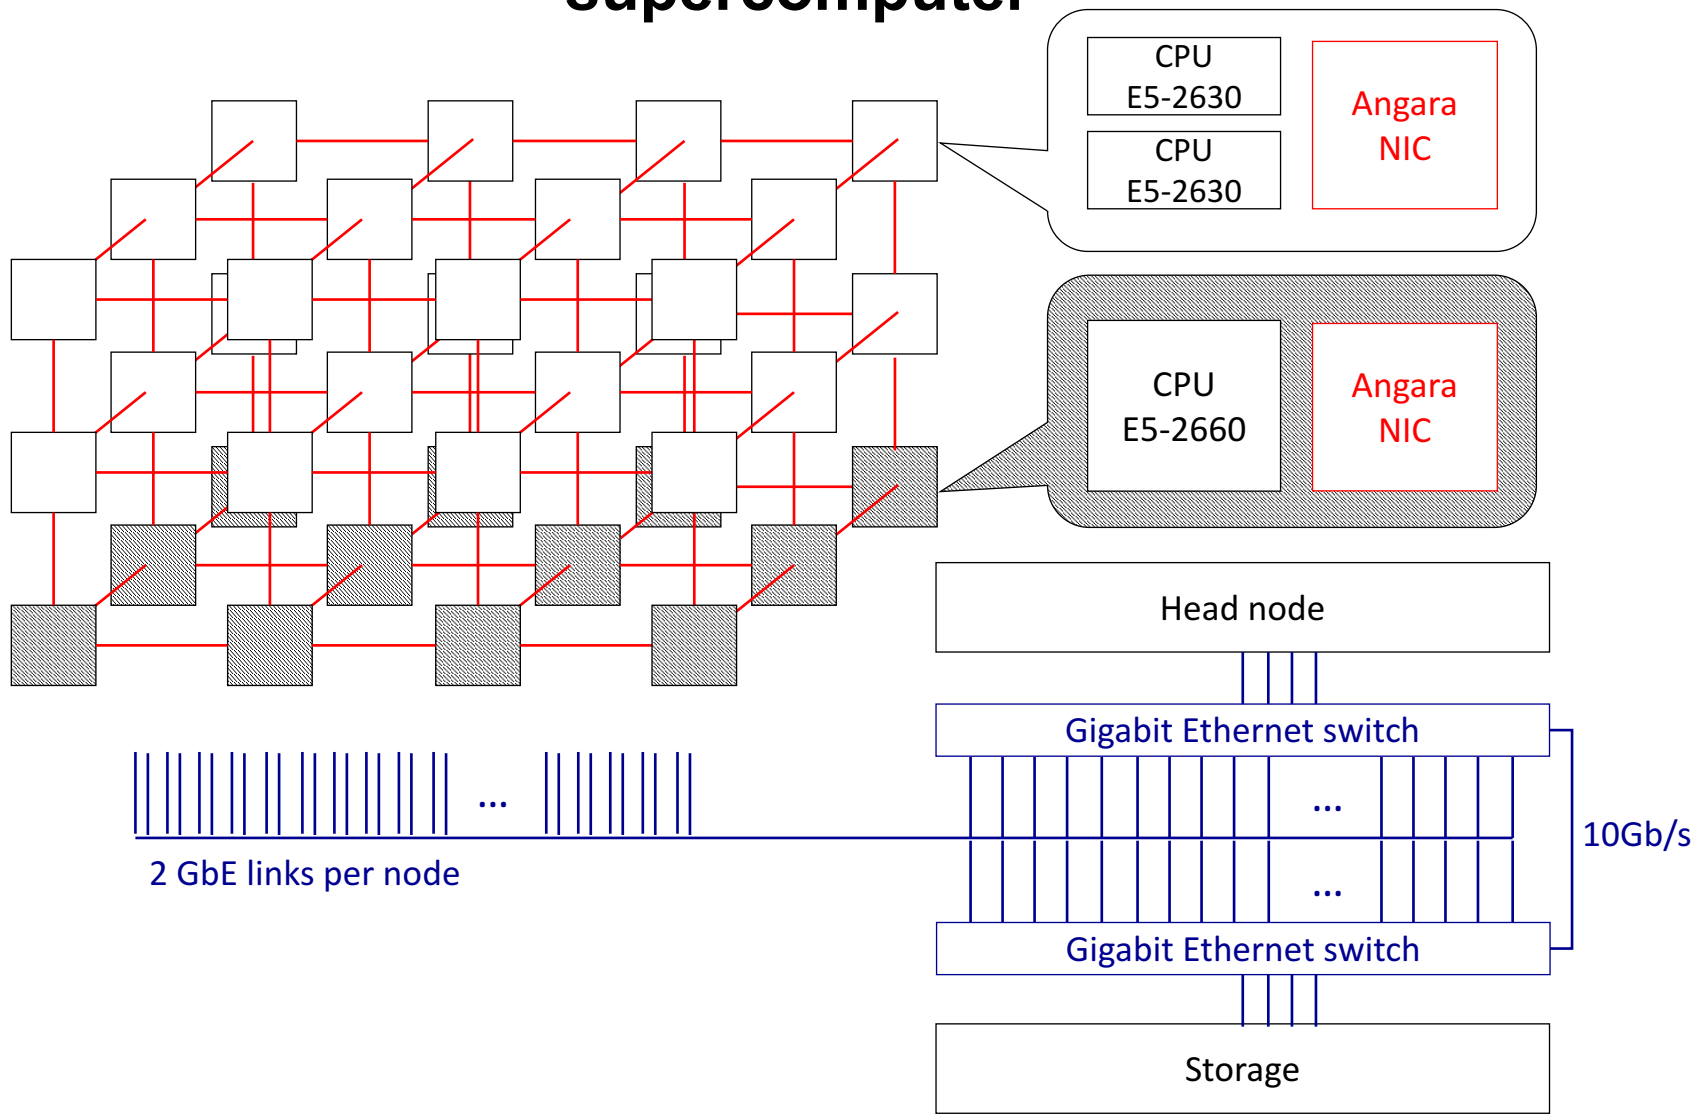 supercomputer
CPU
E5-2630
CPU
E5-2630
Angara
NIC
CPU
E5-2660
Angara
NIC
Head node
Gigabit Ethernet switch
...
...
10Gb/s
2 GbE links per node
...
Gigabit Ethernet switch
Storage